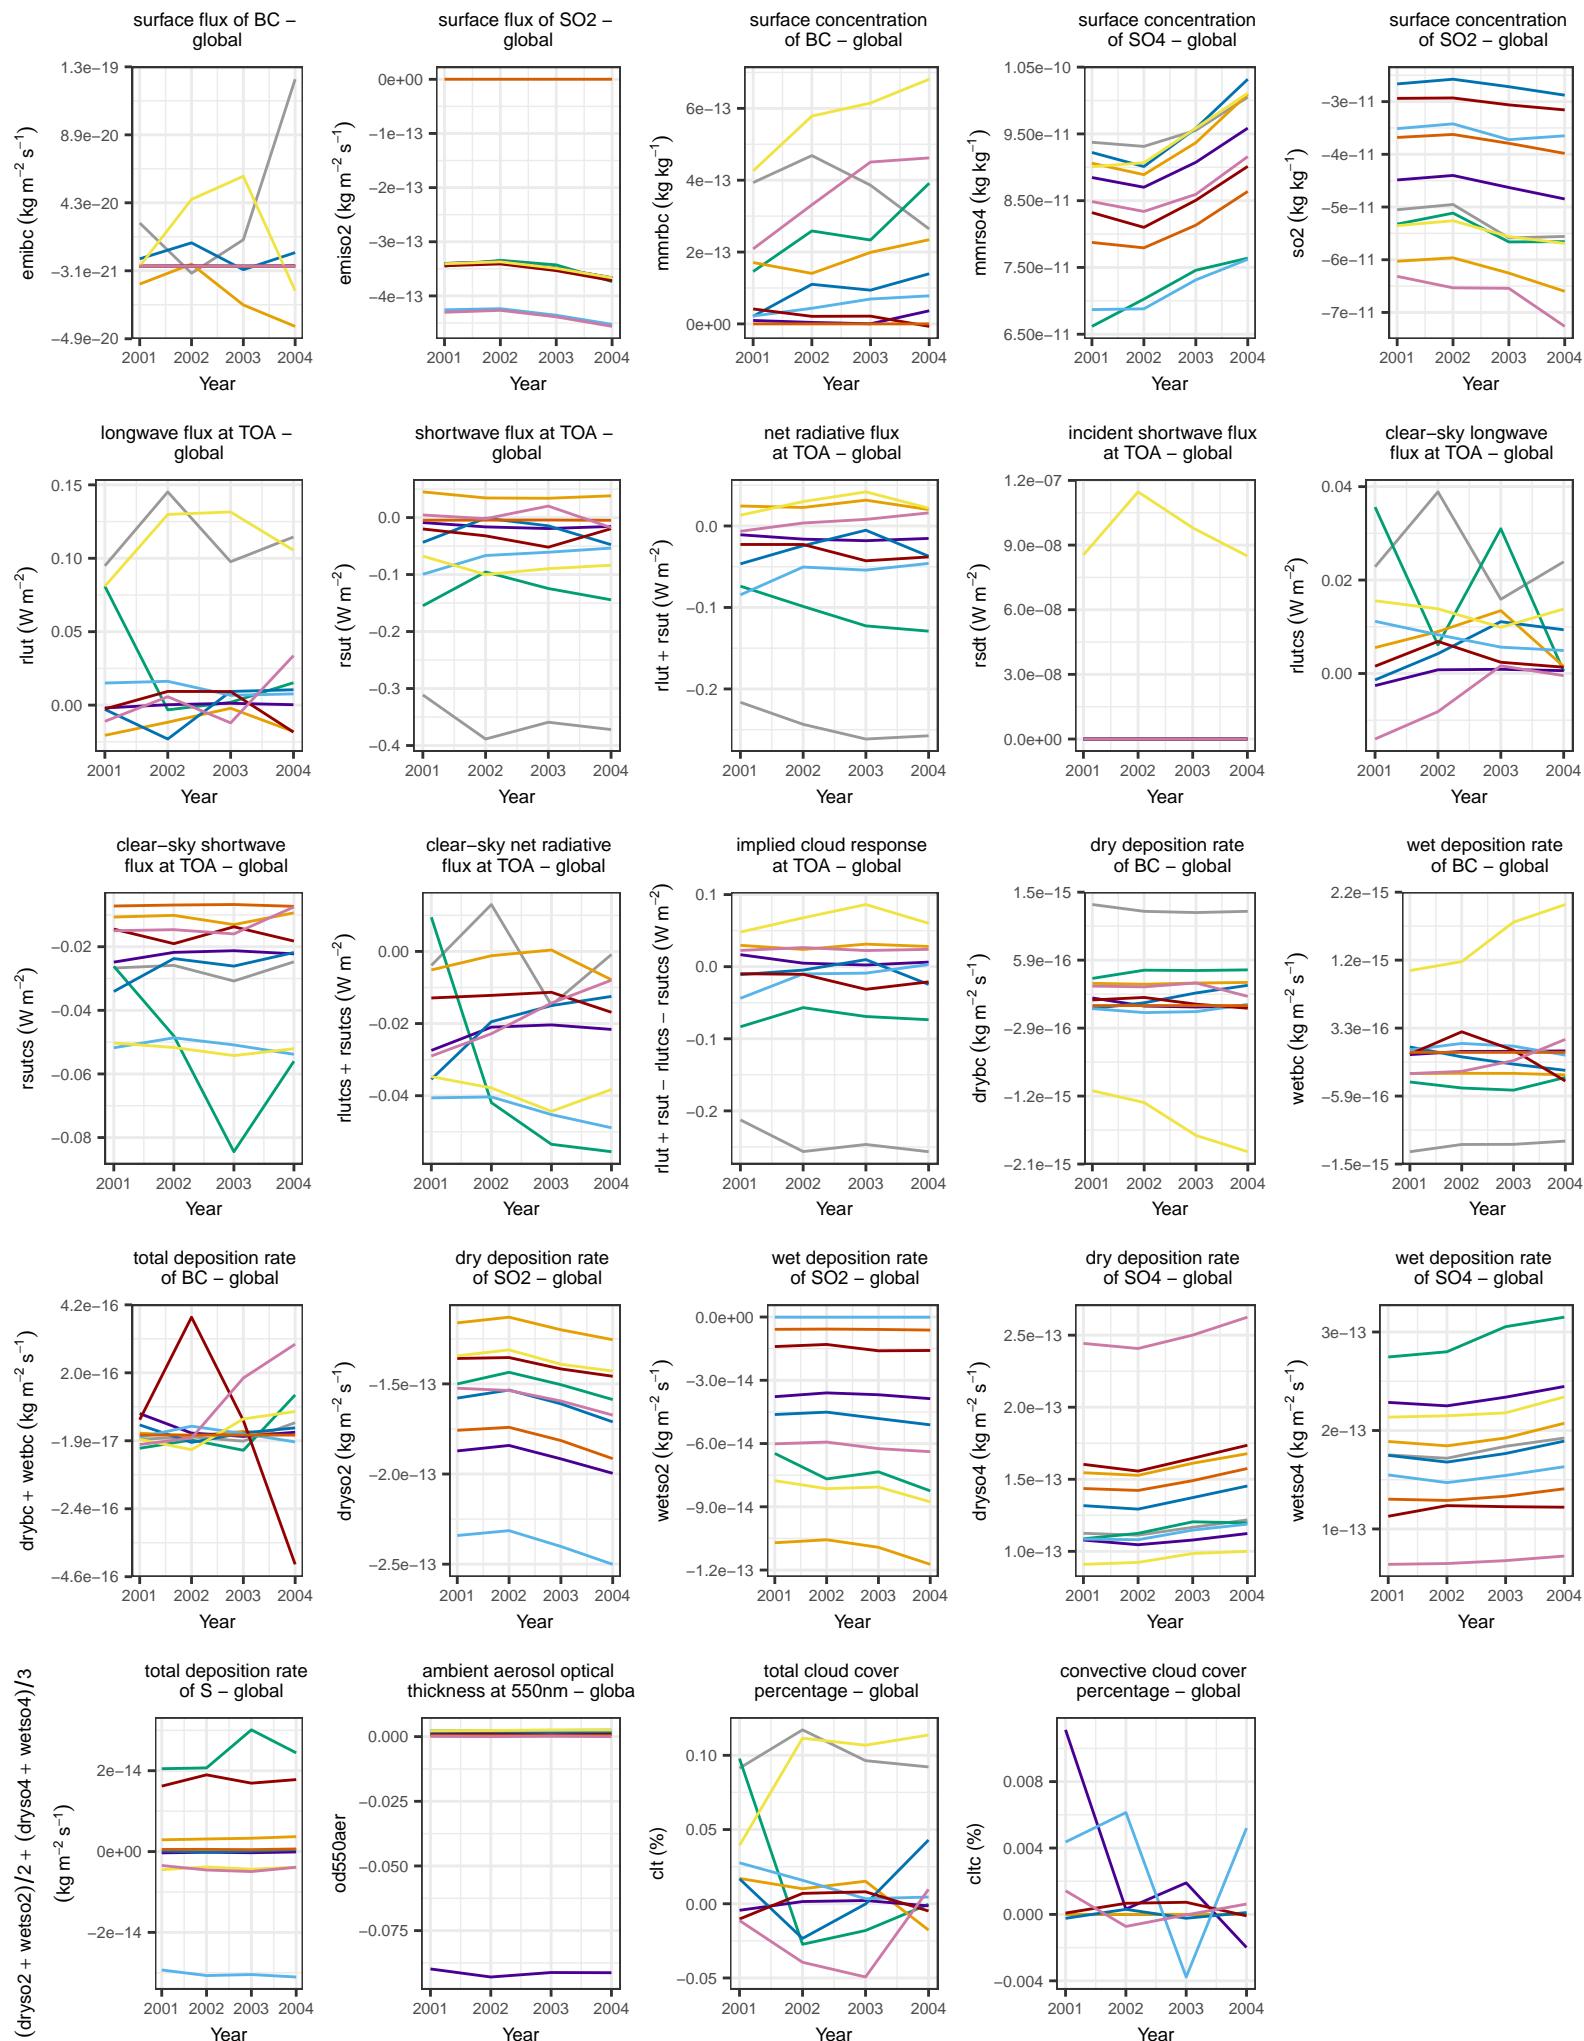 surface flux of BC −
global
1.3e−19
8.9e−20
4.3e−20
−3.1e−21
−4.9e−20
emibc (kg m−2 s−1)
2001 2002 2003 2004
Year
surface flux of SO2 −
global
0e+00
−1e−13
−2e−13
−3e−13
−4e−13
emiso2 (kg m−2 s−1)
2001 2002 2003 2004
Year
surface concentration
of BC − global
6e−13
4e−13
2e−13
0e+00
mmrbc (kg kg−1)
2001 2002 2003 2004
Year
surface concentration
of SO4 − global
1.05e−10
9.50e−11
8.50e−11
7.50e−11
6.50e−11
mmrso4 (kg kg−1)
2001 2002 2003 2004
Year
surface concentration
of SO2 − global
−3e−11
−4e−11
−5e−11
−6e−11
−7e−11
so2 (kg kg−1)
2001 2002 2003 2004
Year
longwave flux at TOA −
global
0.15
0.10
0.05
0.00
rlut (W m−2)
2001 2002 2003 2004
Year
shortwave flux at TOA −
global
0.0
−0.1
−0.2
−0.3
−0.4
rsut (W m−2)
2001 2002 2003 2004
Year
net radiative flux
at TOA − global
0.0
−0.1
−0.2
rlut + rsut (W m−2)
2001 2002 2003 2004
Year
incident shortwave flux
at TOA − global
1.2e−07
9.0e−08
6.0e−08
3.0e−08
0.0e+00
rsdt (W m−2)
2001 2002 2003 2004
Year
clear−sky longwave
flux at TOA − global
0.04
0.02
0.00
rlutcs (W m−2)
2001 2002 2003 2004
Year
clear−sky shortwave
flux at TOA − global
−0.02
−0.04
−0.06
−0.08
rsutcs (W m−2)
2001 2002 2003 2004
Year
clear−sky net radiative
flux at TOA − global
0.00
−0.02
−0.04
rlutcs + rsutcs (W m−2)
2001 2002 2003 2004
Year
implied cloud response
at TOA − global
0.1
0.0
−0.1
−0.2
rlut + rsut − rlutcs − rsutcs (W m−2)
2001 2002 2003 2004
Year
dry deposition rate
of BC − global
1.5e−15
5.9e−16
−2.9e−16
−1.2e−15
−2.1e−15
drybc (kg m−2 s−1)
2001 2002 2003 2004
Year
wet deposition rate
of BC − global
2.2e−15
1.2e−15
3.3e−16
−5.9e−16
−1.5e−15
wetbc (kg m−2 s−1)
2001 2002 2003 2004
Year
total deposition rate
of BC − global
4.2e−16
2.0e−16
−1.9e−17
−2.4e−16
−4.6e−16
drybc + wetbc (kg m−2 s−1)
2001 2002 2003 2004
Year
dry deposition rate
of SO2 − global
−1.5e−13
−2.0e−13
−2.5e−13
dryso2 (kg m−2 s−1)
2001 2002 2003 2004
Year
wet deposition rate
of SO2 − global
0.0e+00
−3.0e−14
−6.0e−14
−9.0e−14
−1.2e−13
wetso2 (kg m−2 s−1)
2001 2002 2003 2004
Year
dry deposition rate
of SO4 − global
2.5e−13
2.0e−13
1.5e−13
1.0e−13
dryso4 (kg m−2 s−1)
2001 2002 2003 2004
Year
wet deposition rate
of SO4 − global
3e−13
2e−13
1e−13
wetso4 (kg m−2 s−1)
2001 2002 2003 2004
Year
total deposition rate
of S − global
2e−14
0e+00
−2e−14
(dryso2 + wetso2)/2 + (dryso4 + wetso4)/3
(kg m−2 s−1)
2001 2002 2003 2004
Year
ambient aerosol optical
thickness at 550nm − globa
0.000
−0.025
−0.050
−0.075
od550aer
2001 2002 2003 2004
Year
total cloud cover
percentage − global
0.10
0.05
0.00
−0.05
clt (%)
2001 2002 2003 2004
Year
convective cloud cover
percentage − global
0.008
0.004
0.000
−0.004
cltc (%)
2001 2002 2003 2004
Year